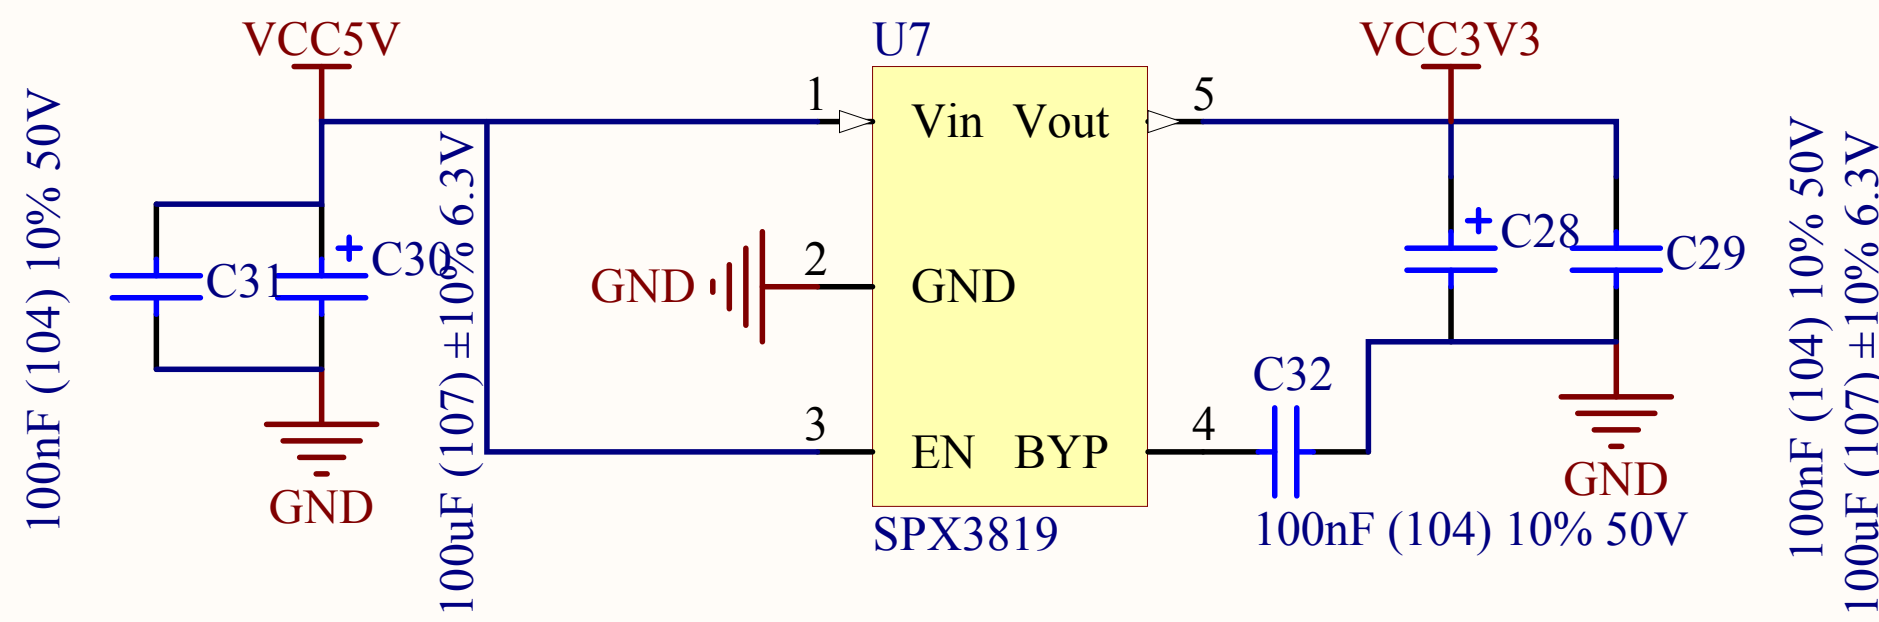 VCC5V
U7
VCC3V3
1
5
Vin
Vout
100nF (104) 10% 50V
C31
+
C30
100uF (107) ±10% 6.3V
GND
2
GND
+
C28
C29
100nF (104) 10% 50V
100uF (107) ±10% 6.3V
C32
3
4
EN
BYP
GND
GND
SPX3819
100nF (104) 10% 50V